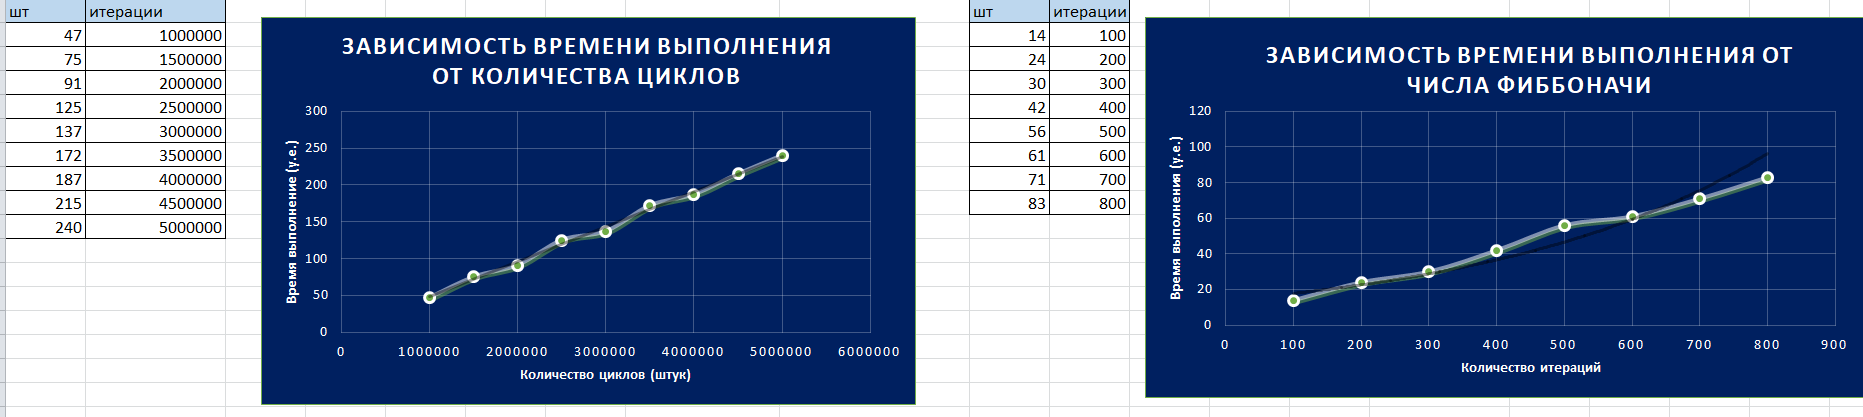 шт итерации
47 1000000
75 1500000
91 2000000
125 2500000
137 3000000
172 3500000
187 4000000
215 4500000
240 5000000
ЗАВИСИМОСТЬ ВРЕМЕНИ ВЫПОЛНЕНИЯ
ОТ КОЛИЧЕСТВА ЦИКЛОВ
Время выполнение (у.е.)
300
250
200
150
100
50
0
0 1000000 2000000 3000000 4000000 5000000 6000000
Количество циклов (штук)
шт итерации
14 100
24 200
30 300
42 400
56 500
61 600
71 700
83 800
ЗАВИСИМОСТЬ ВРЕМЕНИ ВЫПОЛНЕНИЯ ОТ
ЧИСЛА ФИББОНАЧИ
Время выполнения (у.е.)
120
100
80
60
40
20
0
0 100 200 300 400 500 600 700 800 900
Количество итераций